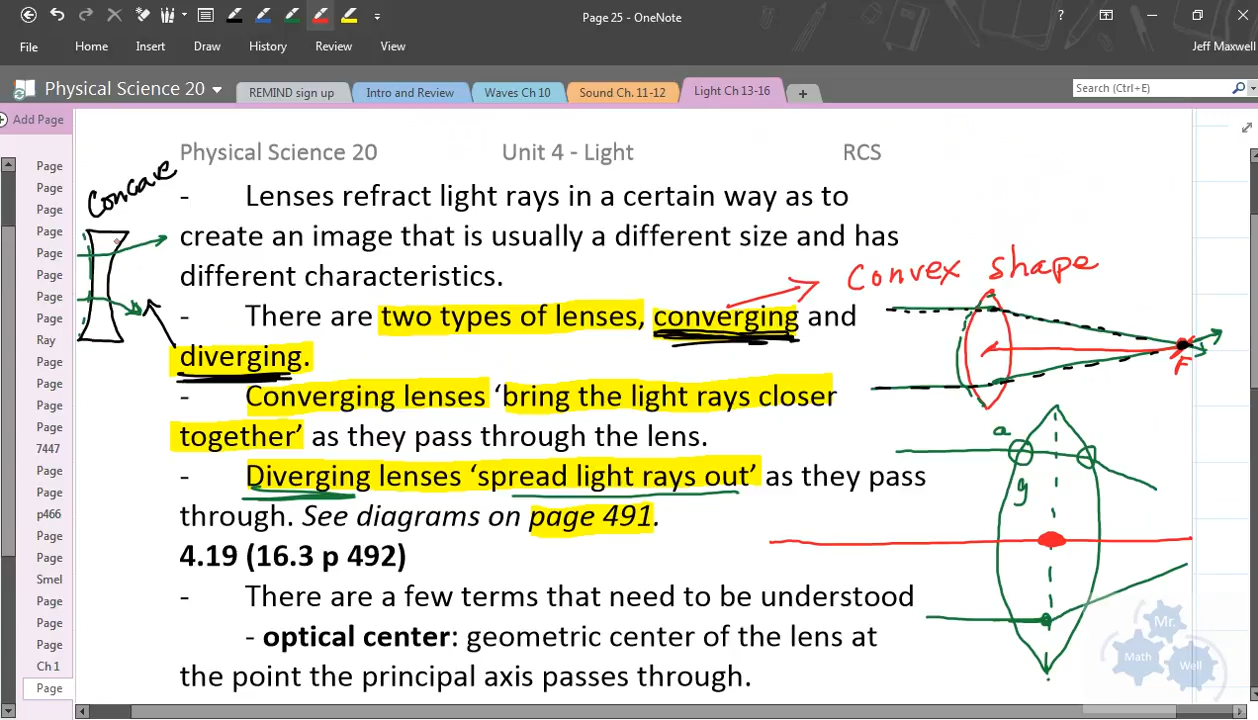 Page 25 - OneNote
?
File
Home
Insert
Draw
History
Review
View
Jeff Maxwell
Physical Science 20
REMIND sign up
Intro and Review
Waves Ch 10
Sound Ch. 11-12
Light Ch 13-16
Search (Ctrl+E)
Add Page
Page
Page
Page
Page
Page
Page
Page
Page
Ray
Page
Page
Page
Page
7447
Page
Page
p466
Page
Page
Smel
Page
Page
Page
Ch 1
Page
Physical Science 20
Unit 4 - Light
RCS
Concave
- Lenses refract light rays in a certain way as to
create an image that is usually a different size and has
different characteristics.
Convex shape
- There are two types of lenses, converging and
diverging.
F
- Converging lenses ‘bring the light rays closer
together’ as they pass through the lens.
a
g
- Diverging lenses ‘spread light rays out’ as they pass
through. See diagrams on page 491.
4.19 (16.3 p 492)
- There are a few terms that need to be understood
- optical center: geometric center of the lens at
the point the principal axis passes through.
Mr.
Math
Well